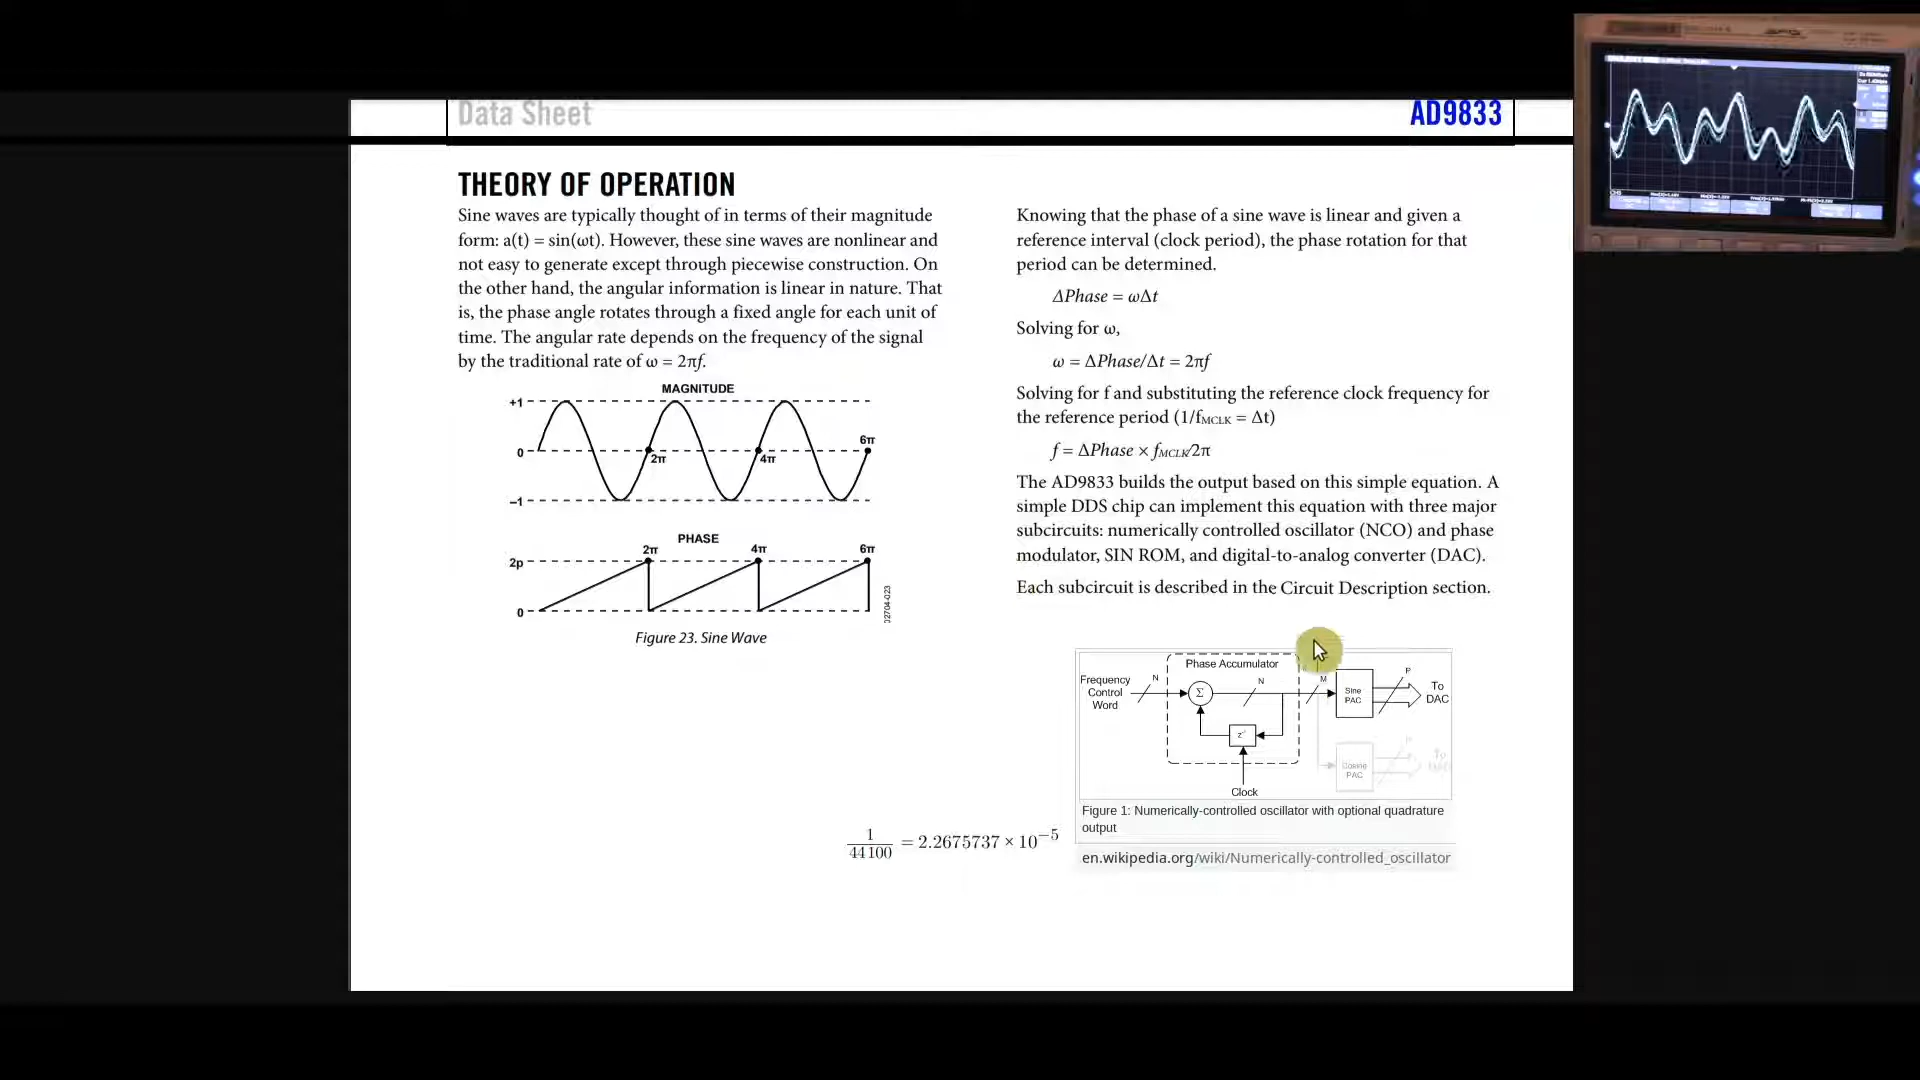 Data Sheet
AD9833
THEORY OF OPERATION
Sine waves are typically thought of in terms of their magnitude
form: a(t) = sin(ωt). However, these sine waves are nonlinear and
not easy to generate except through piecewise construction. On
the other hand, the angular information is linear in nature. That
is, the phase angle rotates through a fixed angle for each unit of
time. The angular rate depends on the frequency of the signal
by the traditional rate of ω = 2πf.
MAGNITUDE
+1
6π
0
2π
4π
–1
PHASE
2π
4π
6π
2p
0
02704-023
Figure 23. Sine Wave
Knowing that the phase of a sine wave is linear and given a
reference interval (clock period), the phase rotation for that
period can be determined.
ΔPhase = ωΔt
Solving for ω,
ω = ΔPhase/Δt = 2πf
Solving for f and substituting the reference clock frequency for
the reference period (1/fMCLK = Δt)
f = ΔPhase × fMCLK/2π
The AD9833 builds the output based on this simple equation. A
simple DDS chip can implement this equation with three major
subcircuits: numerically controlled oscillator (NCO) and phase
modulator, SIN ROM, and digital-to-analog converter (DAC).
Each subcircuit is described in the Circuit Description section.
Phase Accumulator
Frequency
Control
Word
N
Σ
N
M
Sine
PAC
P
To
DAC
z⁻¹
Cosine
PAC
Clock
Figure 1: Numerically-controlled oscillator with optional quadrature
output
en.wikipedia.org/wiki/Numerically-controlled_oscillator
1/44100 = 2.2675737 × 10⁻⁵